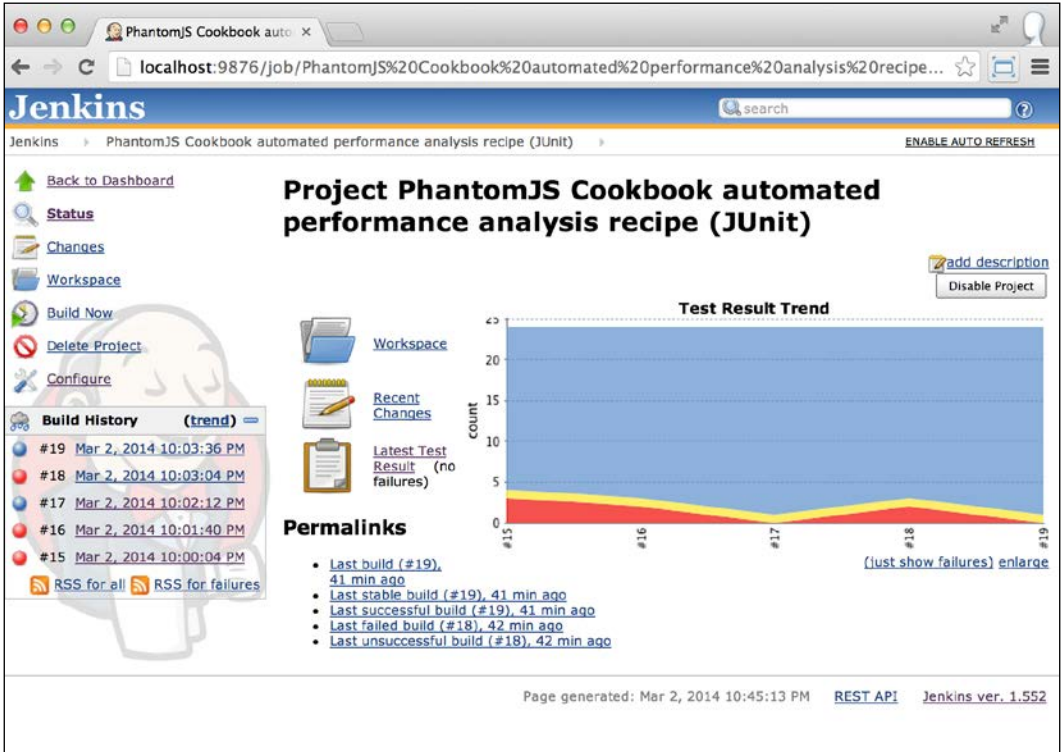 PhantomJS Cookbook auto
localhost:9876/job/PhantomJS%20Cookbook%20automated%20performance%20analysis%20recipe...
Jenkins
search
Jenkins
PhantomJS Cookbook automated performance analysis recipe (JUnit)
ENABLE AUTO REFRESH
Back to Dashboard
Status
Changes
Workspace
Build Now
Delete Project
Configure
Build History (trend)
#19 Mar 2, 2014 10:03:36 PM
#18 Mar 2, 2014 10:03:04 PM
#17 Mar 2, 2014 10:02:12 PM
#16 Mar 2, 2014 10:01:40 PM
#15 Mar 2, 2014 10:00:04 PM
RSS for all RSS for failures
Project PhantomJS Cookbook automated
performance analysis recipe (JUnit)
add description
Disable Project
Workspace
Recent
Changes
Latest Test
Result (no
failures)
Test Result Trend
count
25
20
15
10
5
0
#15
#16
#17
#18
#19
(just show failures) enlarge
Permalinks
Last build (#19),
41 min ago
Last stable build (#19), 41 min ago
Last successful build (#19), 41 min ago
Last failed build (#18), 42 min ago
Last unsuccessful build (#18), 42 min ago
Page generated: Mar 2, 2014 10:45:13 PM
REST API
Jenkins ver. 1.552